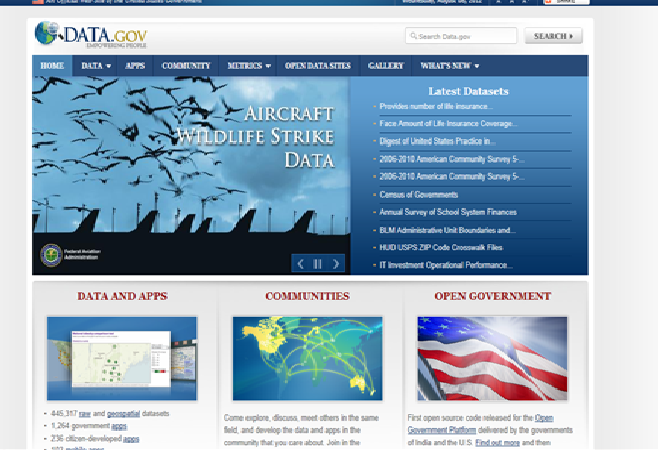 An Official Web Site of the United States Government
DATA.GOV
EMPOWERING PEOPLE
Search Data.gov
SEARCH
HOME DATA APPS COMMUNITY METRICS OPEN DATA SITES GALLERY WHAT'S NEW
AIRCRAFT
WILDLIFE STRIKE
DATA
Federal Aviation
Administration
Latest Datasets
Provides number of life insurance...
Face Amount of Life Insurance Coverage...
Digest of United States Practice in...
2006-2010 American Community Survey 5-...
2006-2010 American Community Survey 5-...
Census of Governments
Annual Survey of School System Finances
BLM Administrative Unit Boundaries and...
HUD USPS ZIP Code Crosswalk Files
IT Investment Operational Performance...
DATA AND APPS
• 445,317 raw and geospatial datasets
• 1,264 government apps
• 236 citizen-developed apps
COMMUNITIES
Come explore, discuss, meet others in the same
field, and develop the data and apps in the
community that you care about. Join in the
OPEN GOVERNMENT
First open source code released for the Open
Government Platform delivered by the governments
of India and the U.S. Find out more and then